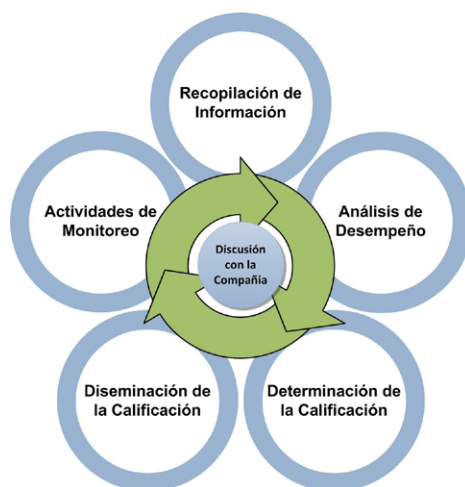 Recopilación de
Información
Análisis de
Desempeño
Determinación de
la Calificación
Diseminación de
la Calificación
Actividades de
Monitoreo
Discusión
con la
Compañia